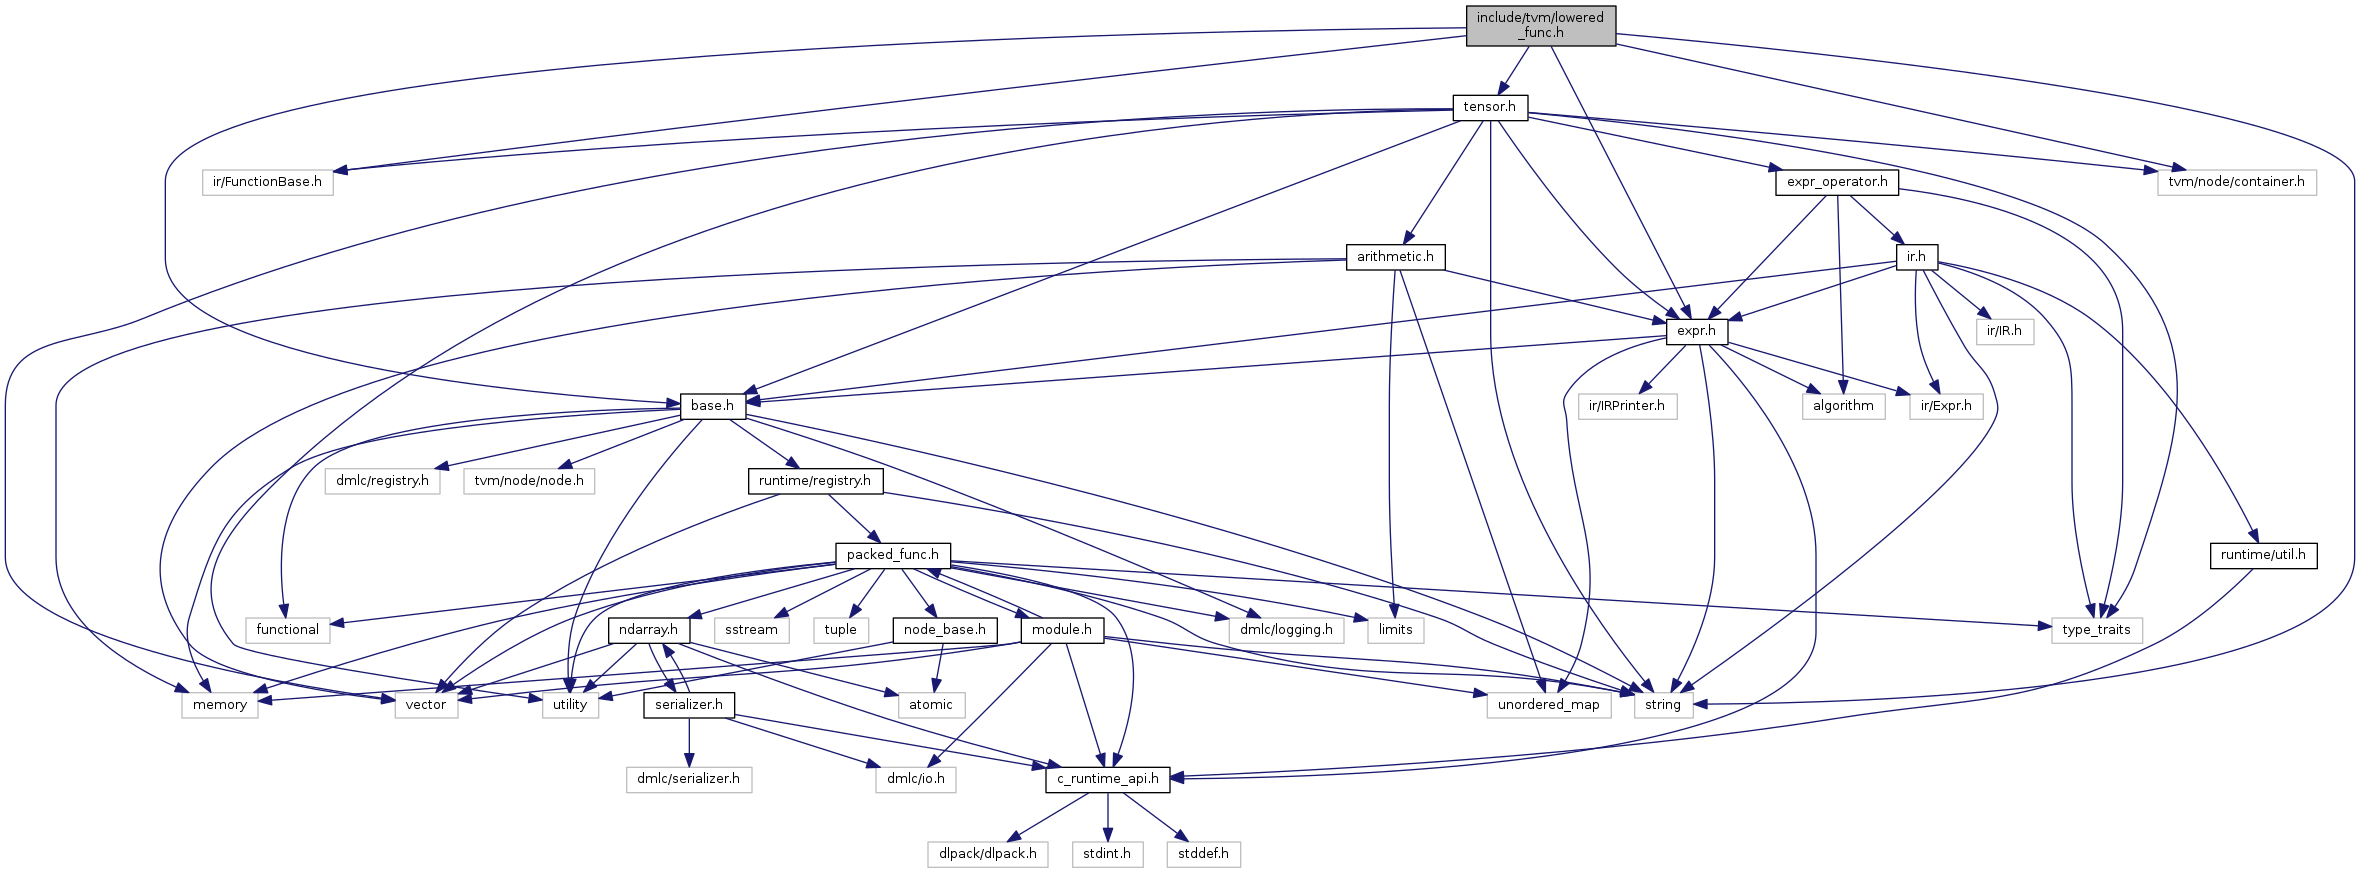 include/tvm/lowered
_func.h
tensor.h
ir/FunctionBase.h
expr_operator.h
tvm/node/container.h
arithmetic.h
ir.h
expr.h
ir/IR.h
base.h
ir/IRPrinter.h
algorithm
ir/Expr.h
dmlc/registry.h
tvm/node/node.h
runtime/registry.h
packed_func.h
runtime/util.h
functional
ndarray.h
sstream
tuple
node_base.h
module.h
dmlc/logging.h
limits
type_traits
memory
vector
utility
serializer.h
atomic
unordered_map
string
dmlc/serializer.h
dmlc/io.h
c_runtime_api.h
dlpack/dlpack.h
stdint.h
stddef.h